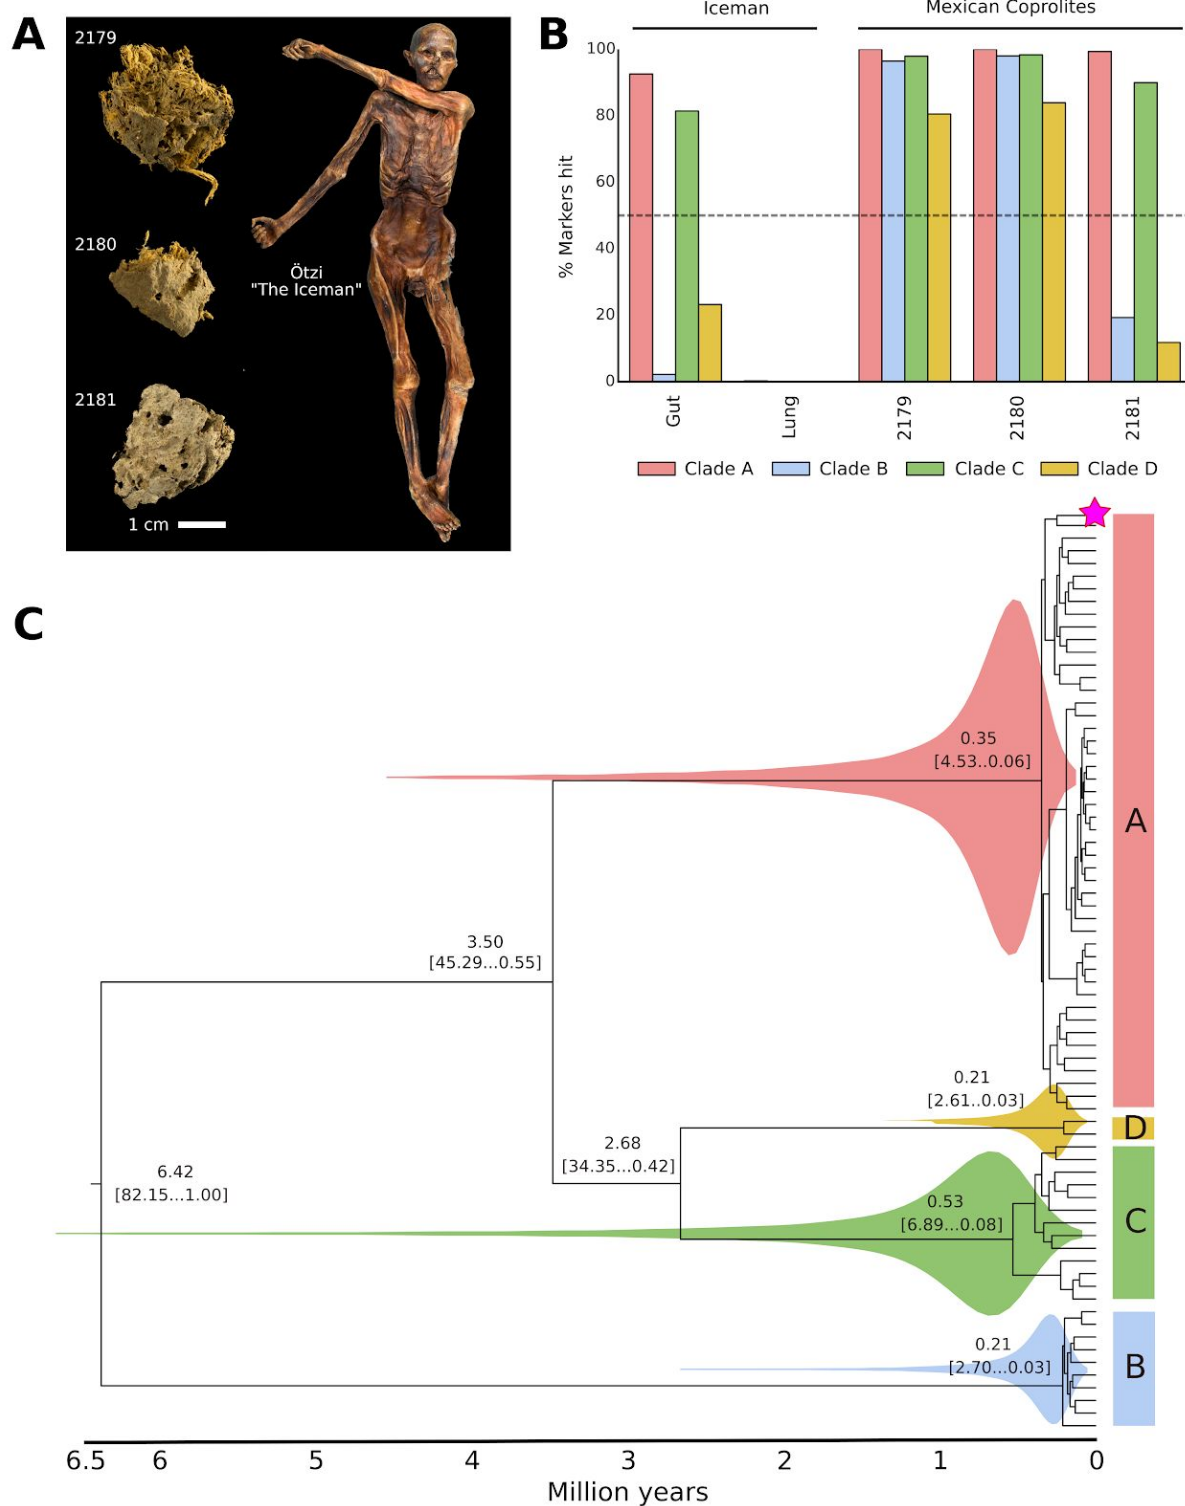 A
2179
2180
Ötzi
"The Iceman"
2181
1 cm
B
Iceman
Mexican Coprolites
% Markers hit
100
80
60
40
20
0
Gut
Lung
2179
2180
2181
Clade A
Clade B
Clade C
Clade D
C
0.35
[4.53..0.06]
A
3.50
[45.29...0.55]
0.21
[2.61..0.03]
D
2.68
[34.35...0.42]
6.42
[82.15...1.00]
0.53
[6.89...0.08]
C
0.21
[2.70...0.03]
B
6.5 6 5 4 3 2 1 0
Million years